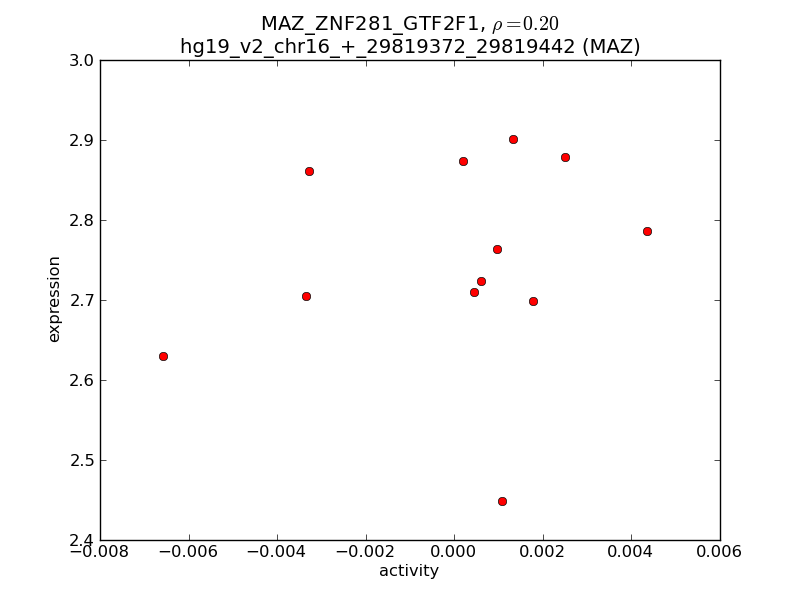 MAZ_ZNF281_GTF2F1, ρ = 0.20
hg19_v2_chr16_+_29819372_29819442 (MAZ)
3.0
2.9
2.8
2.7
2.6
2.5
2.4
expression
−0.008 −0.006 −0.004 −0.002 0.000 0.002 0.004 0.006
activity